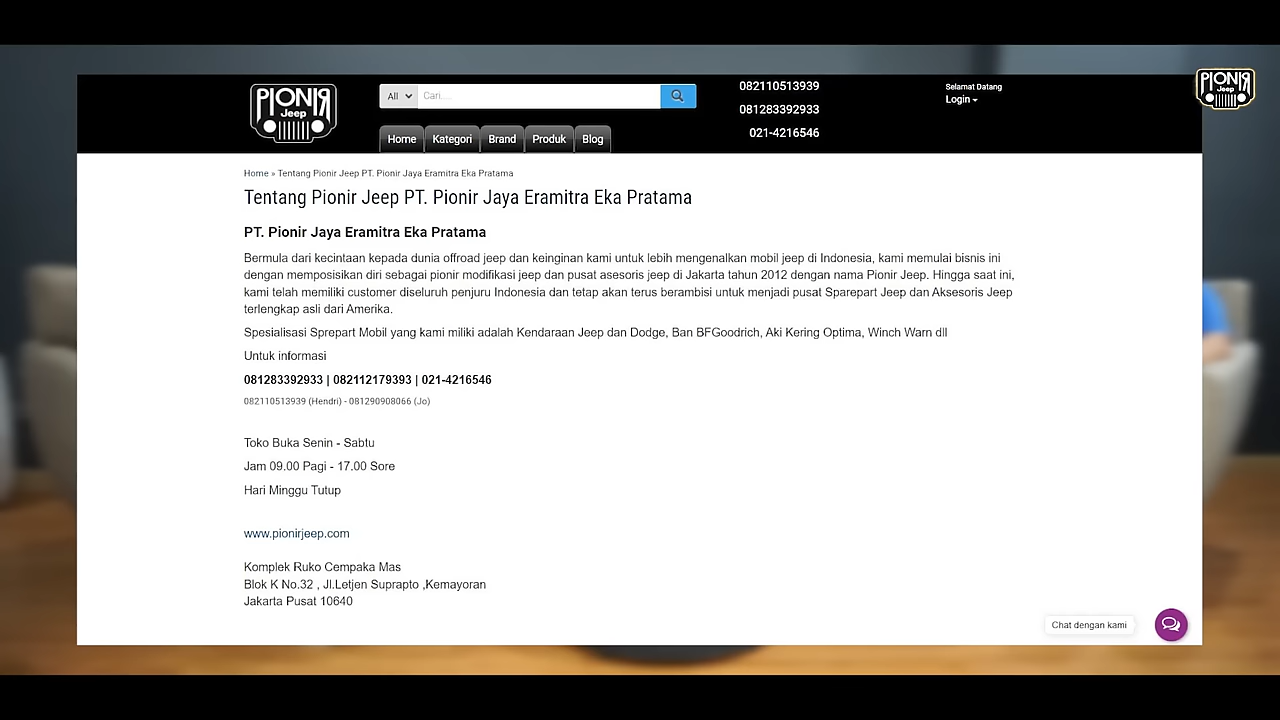 PIONIR
Jeep
All
Cari....
082110513939
081283392933
021-4216546
Selamat Datang
Login
PIONIR
Jeep
Home
Kategori
Brand
Produk
Blog
Home » Tentang Pionir Jeep PT. Pionir Jaya Eramitra Eka Pratama
Tentang Pionir Jeep PT. Pionir Jaya Eramitra Eka Pratama
PT. Pionir Jaya Eramitra Eka Pratama
Bermula dari kecintaan kepada dunia offroad jeep dan keinginan kami untuk lebih mengenalkan mobil jeep di Indonesia, kami memulai bisnis ini
dengan memposisikan diri sebagai pionir modifikasi jeep dan pusat asesoris jeep di Jakarta tahun 2012 dengan nama Pionir Jeep. Hingga saat ini,
kami telah memiliki customer diseluruh penjuru Indonesia dan tetap akan terus berambisi untuk menjadi pusat Sparepart Jeep dan Aksesoris Jeep
terlengkap asli dari Amerika.
Spesialisasi Sprepart Mobil yang kami miliki adalah Kendaraan Jeep dan Dodge, Ban BFGoodrich, Aki Kering Optima, Winch Warn dll
Untuk informasi
081283392933 | 082112179393 | 021-4216546
082110513939 (Hendri) - 081290908066 (Jo)
Toko Buka Senin - Sabtu
Jam 09.00 Pagi - 17.00 Sore
Hari Minggu Tutup
www.pionirjeep.com
Komplek Ruko Cempaka Mas
Blok K No.32 , Jl.Letjen Suprapto ,Kemayoran
Jakarta Pusat 10640
Chat dengan kami